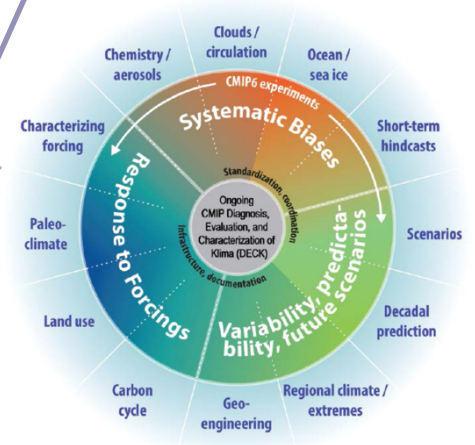 Clouds /
circulation
Ocean /
sea ice
Short-term
hindcasts
Scenarios
Decadal
prediction
Regional climate /
extremes
Geo-
engineering
Carbon
cycle
Land use
Paleo-
climate
Characterizing
forcing
Chemistry /
aerosols
CMIP6 experiments
Systematic Biases
Variability, predicta-
bility, future scenarios
Response to Forcings
Standardization, coordination
Infrastructure, documentation
Ongoing
CMIP Diagnosis,
Evaluation, and
Characterization of
Klima (DECK)